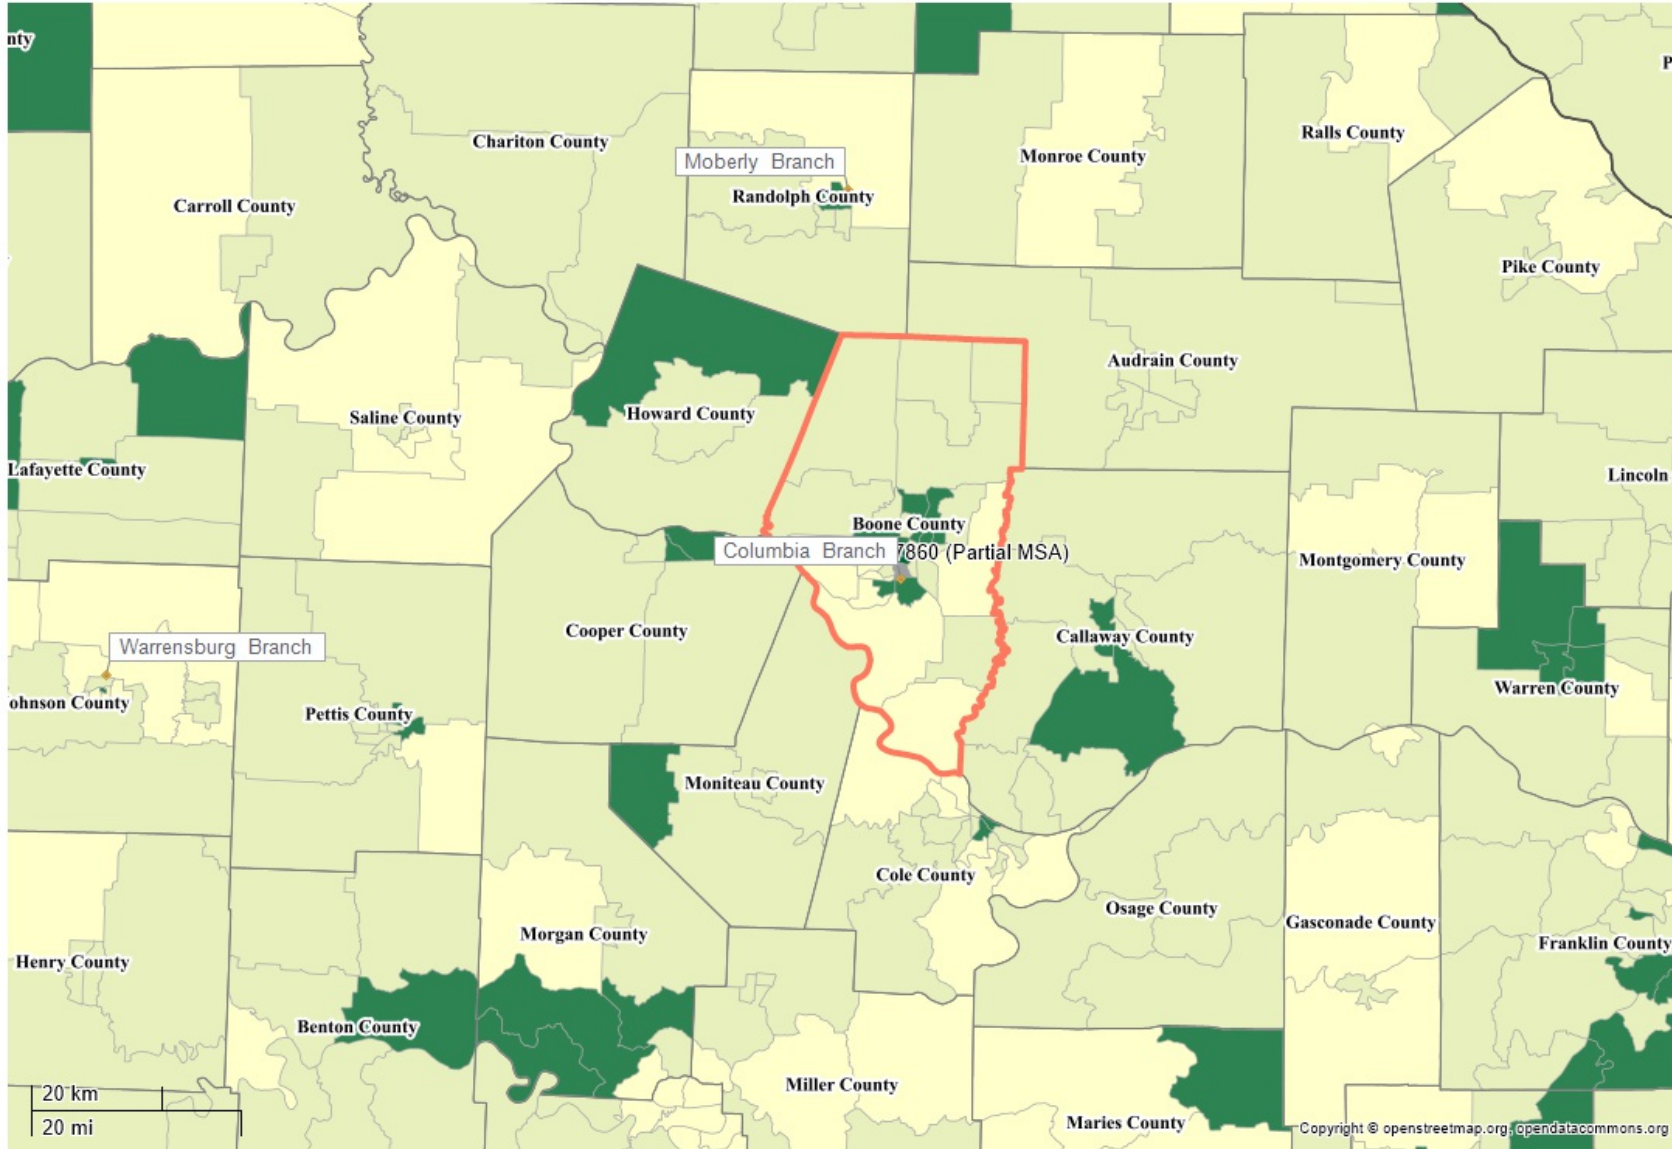 nty
P
Chariton County
Ralls County
Moberly Branch
Monroe County
Randolph County
Carroll County
Pike County
Audrain County
Howard County
Saline County
Lafayette County
Lincoln
Boone County
Columbia Branch
7860 (Partial MSA)
Montgomery County
Cooper County
Callaway County
Warrensburg Branch
ohnson County
Pettis County
Warren County
Moniteau County
Cole County
Osage County
Gasconade County
Morgan County
Franklin County
Henry County
Benton County
Miller County
20 km
Maries County
20 mi
Copyright © openstreetmap.org, opendatacommons.org